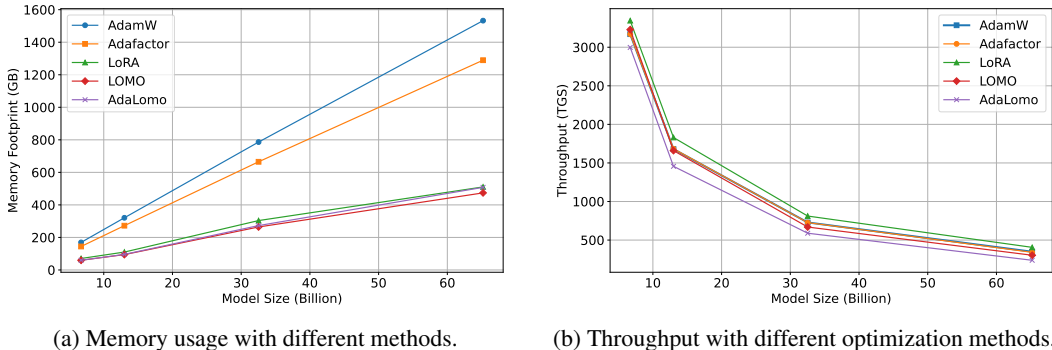 1600
1400
1200
1000
800
600
400
200
0
Memory Footprint (GB)
AdamW
Adafactor
LoRA
LOMO
AdaLomo
10 20 30 40 50 60
Model Size (Billion)
(a) Memory usage with different methods.
3000
2500
2000
1500
1000
500
Throughput (TGS)
AdamW
Adafactor
LoRA
LOMO
AdaLomo
10 20 30 40 50 60
Model Size (Billion)
(b) Throughput with different optimization methods.